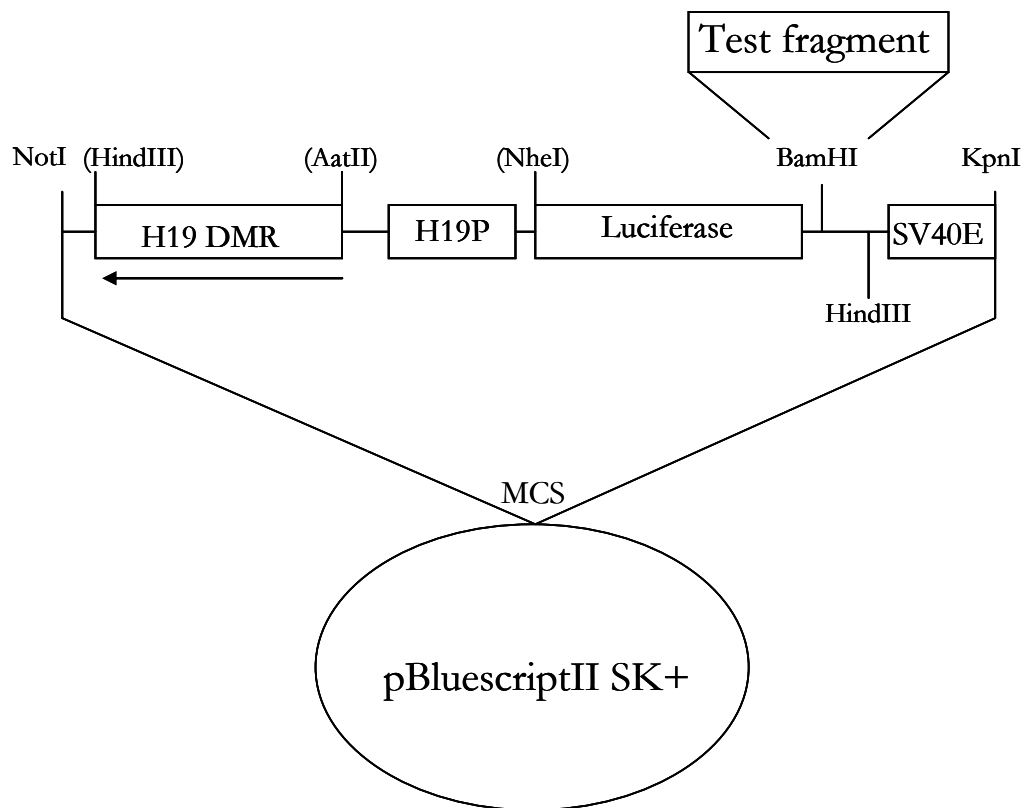 Test fragment
NotI (HindIII) (AatII) (NheI) BamHI KpnI
H19 DMR H19P Luciferase SV40E
HindIII
MCS
pBluescriptII SK+